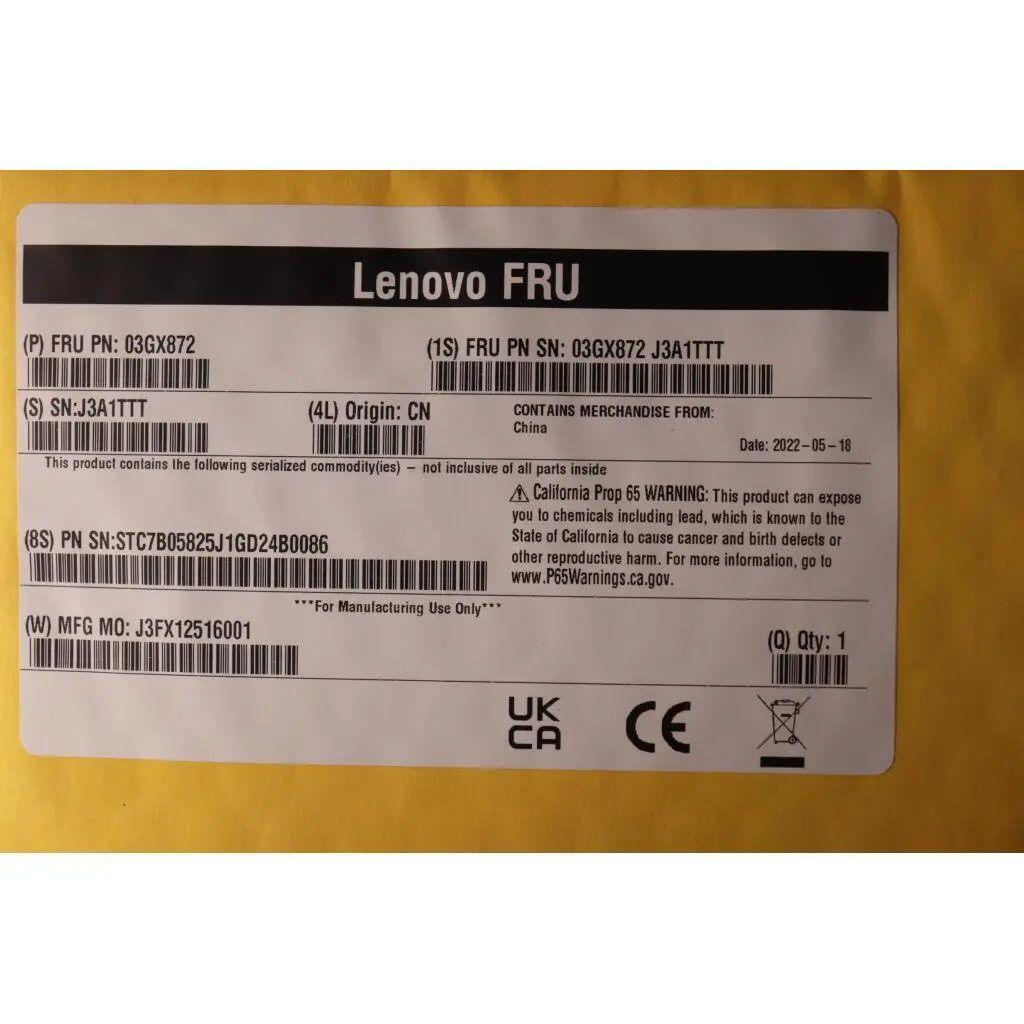 Lenovo FRU
(P) FRU PN: 03GX872
(1S) FRU PN SN: 03GX872 J3A1TTT
(S) SN:J3A1TTT
(4L) Origin: CN
CONTAINS MERCHANDISE FROM:
China
Date: 2022-05-18
This product contains the following serialized commodity(ies) – not inclusive of all parts inside
⚠ California Prop 65 WARNING: This product can expose
you to chemicals including lead, which is known to the
State of California to cause cancer and birth defects or
other reproductive harm. For more information, go to
www.P65Warnings.ca.gov.
(8S) PN SN:STC7B05825J1GD24B0086
***For Manufacturing Use Only***
(W) MFG MO: J3FX12516001
(Q) Qty: 1
UK
CA
CE